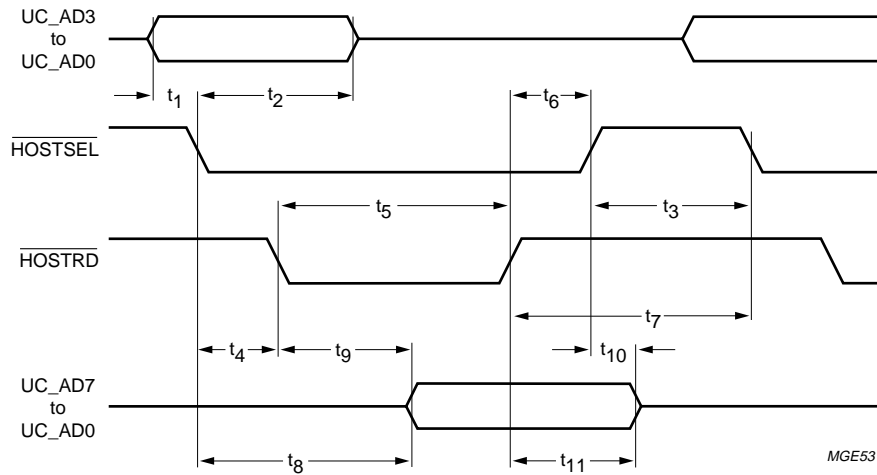 UC_AD3
to
UC_AD0
t1
t2
t6
HOSTSEL
t5
t3
HOSTRD
t7
t4
t9
t10
UC_AD7
to
UC_AD0
t8
t11
MGE53